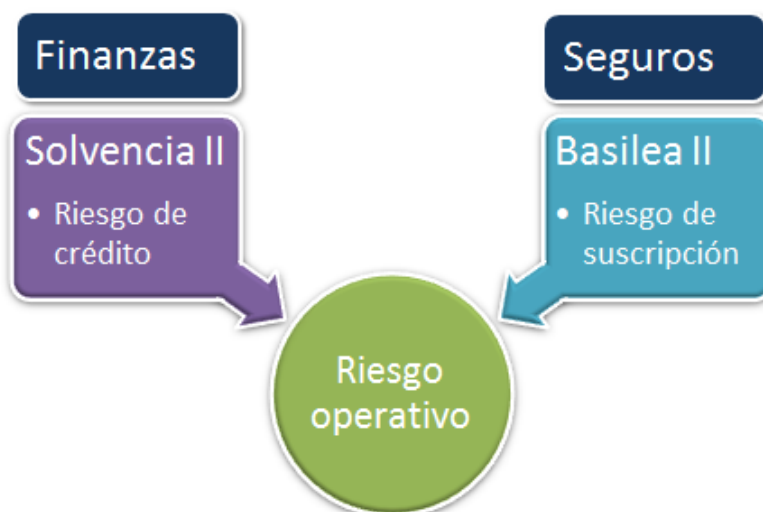 Finanzas
Solvencia II
• Riesgo de
crédito
Seguros
Basilea II
• Riesgo de
suscripción
Riesgo
operativo